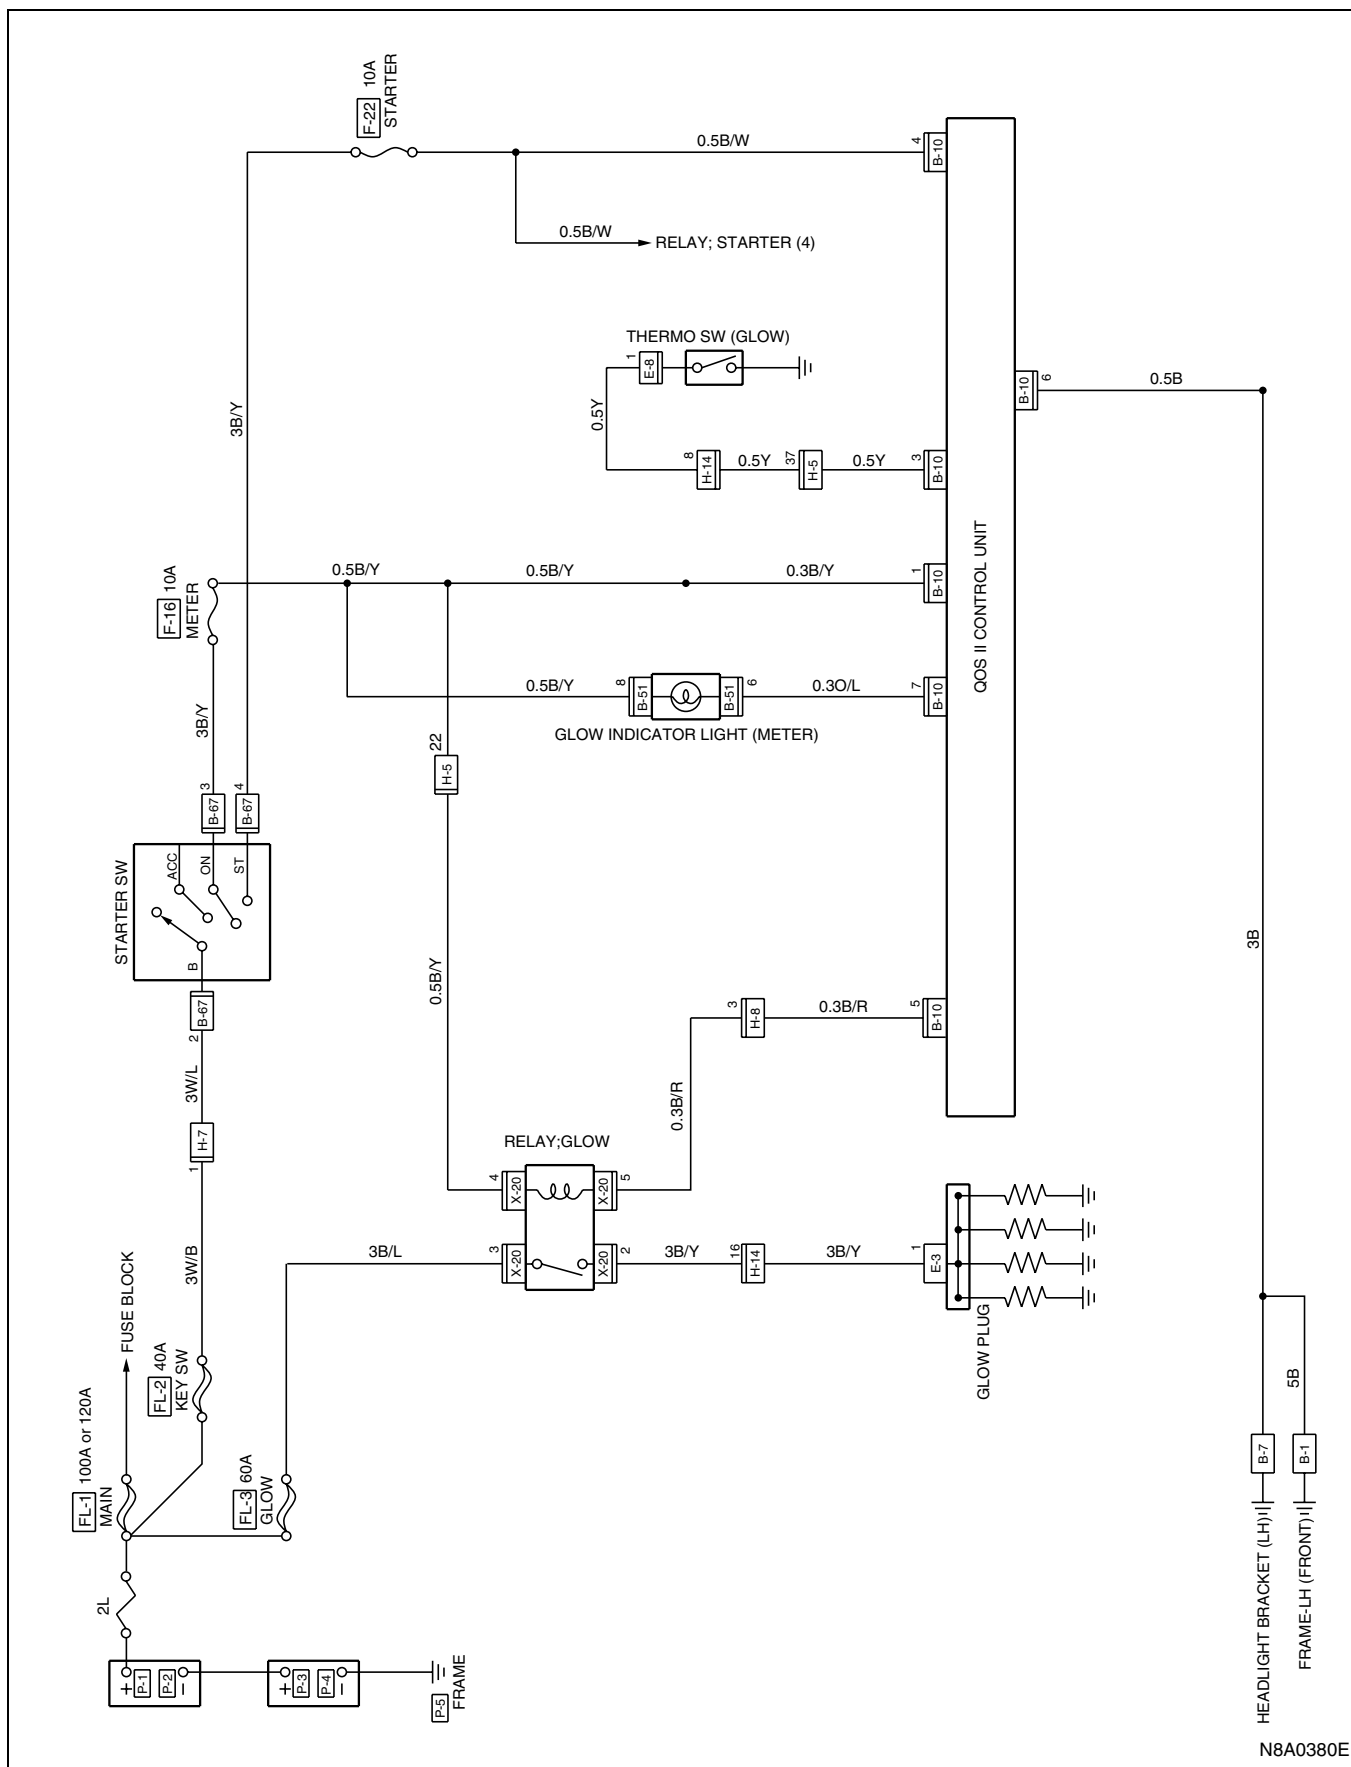 F-22 10A
STARTER
0.5B/W
4
B-10
0.5B/W
RELAY; STARTER (4)
THERMO SW (GLOW)
1
E-8
0.5Y
8
H-14
0.5Y
37
H-5
0.5Y
3
B-10
B-10
6
0.5B
3B/Y
F-16 10A
METER
0.5B/Y
0.5B/Y
0.3B/Y
1
B-10
QOS II CONTROL UNIT
3B/Y
0.5B/Y
8
B-51
B-51
6
0.3O/L
7
B-10
GLOW INDICATOR LIGHT (METER)
22
H-5
3
B-67
4
B-67
STARTER SW
ACC
ON
ST
B
B-67
2
3W/L
H-7
1
3W/B
0.5B/Y
3
H-8
0.3B/R
5
B-10
3B
0.3B/R
RELAY;GLOW
4
X-20
X-20
5
3B/L
3
X-20
X-20
2
3B/Y
16
H-14
3B/Y
1
E-3
GLOW PLUG
FUSE BLOCK
FL-1 100A or 120A
MAIN
FL-2 40A
KEY SW
FL-3 60A
GLOW
5B
B-7
B-1
HEADLIGHT BRACKET (LH)
FRAME-LH (FRONT)
2L
+
P-1
P-2
−
+
P-3
P-4
−
P-5
FRAME
N8A0380E